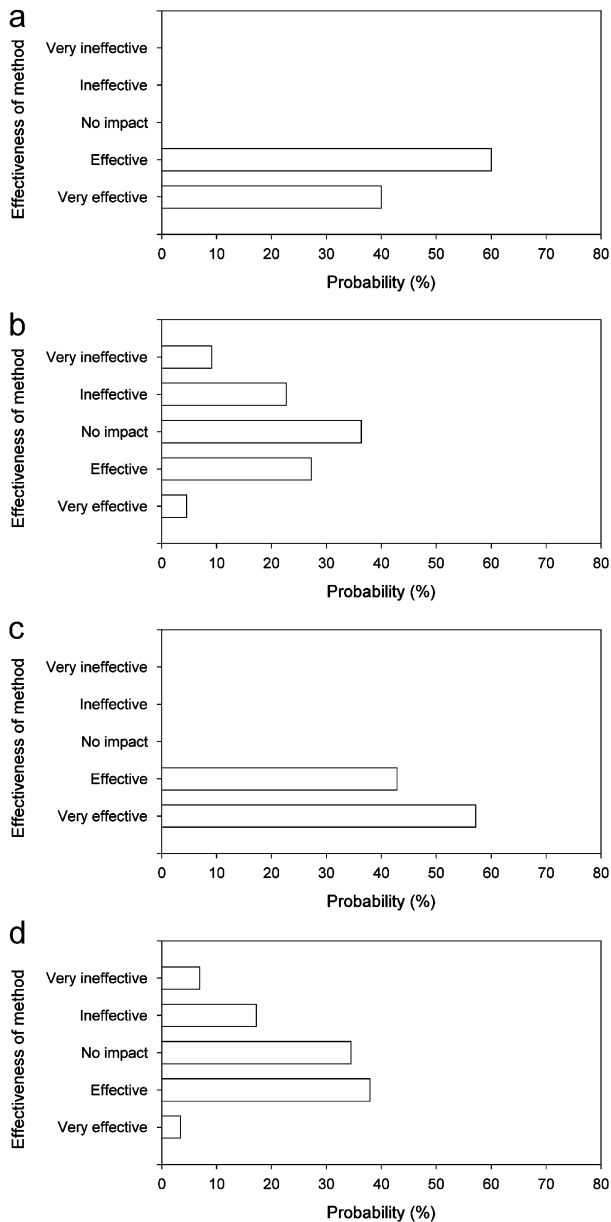 a
Effectiveness of method
Very ineffective
Ineffective
No impact
Effective
Very effective
0 10 20 30 40 50 60 70 80
Probability (%)
b
Effectiveness of method
Very ineffective
Ineffective
No impact
Effective
Very effective
0 10 20 30 40 50 60 70 80
Probability (%)
c
Effectiveness of method
Very ineffective
Ineffective
No impact
Effective
Very effective
0 10 20 30 40 50 60 70 80
Probability (%)
d
Effectiveness of method
Very ineffective
Ineffective
No impact
Effective
Very effective
0 10 20 30 40 50 60 70 80
Probability (%)